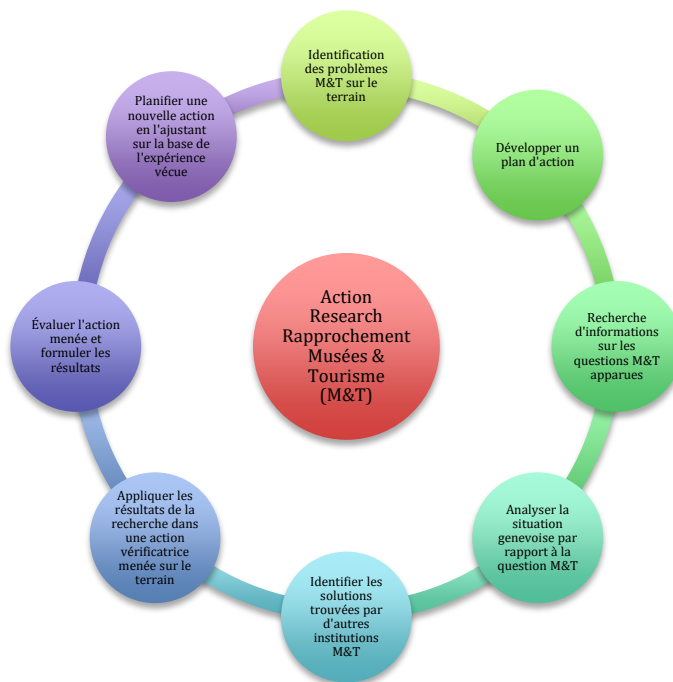 Identification
des problèmes
M&T sur le
terrain
Développer un
plan d'action
Recherche
d'informations
sur les
questions M&T
apparues
Analyser la
situation
genevoise par
rapport à la
question M&T
Identifier les
solutions
trouvées par
d'autres
institutions
M&T
Appliquer les
résultats de la
recherche dans
une action
vérificatrice
menée sur le
terrain
Évaluer l'action
menée et
formuler les
résultats
Planifier une
nouvelle action
en l'ajustant
sur la base de
l'expérience
vécue
Action
Research
Rapprochement
Musées &
Tourisme
(M&T)